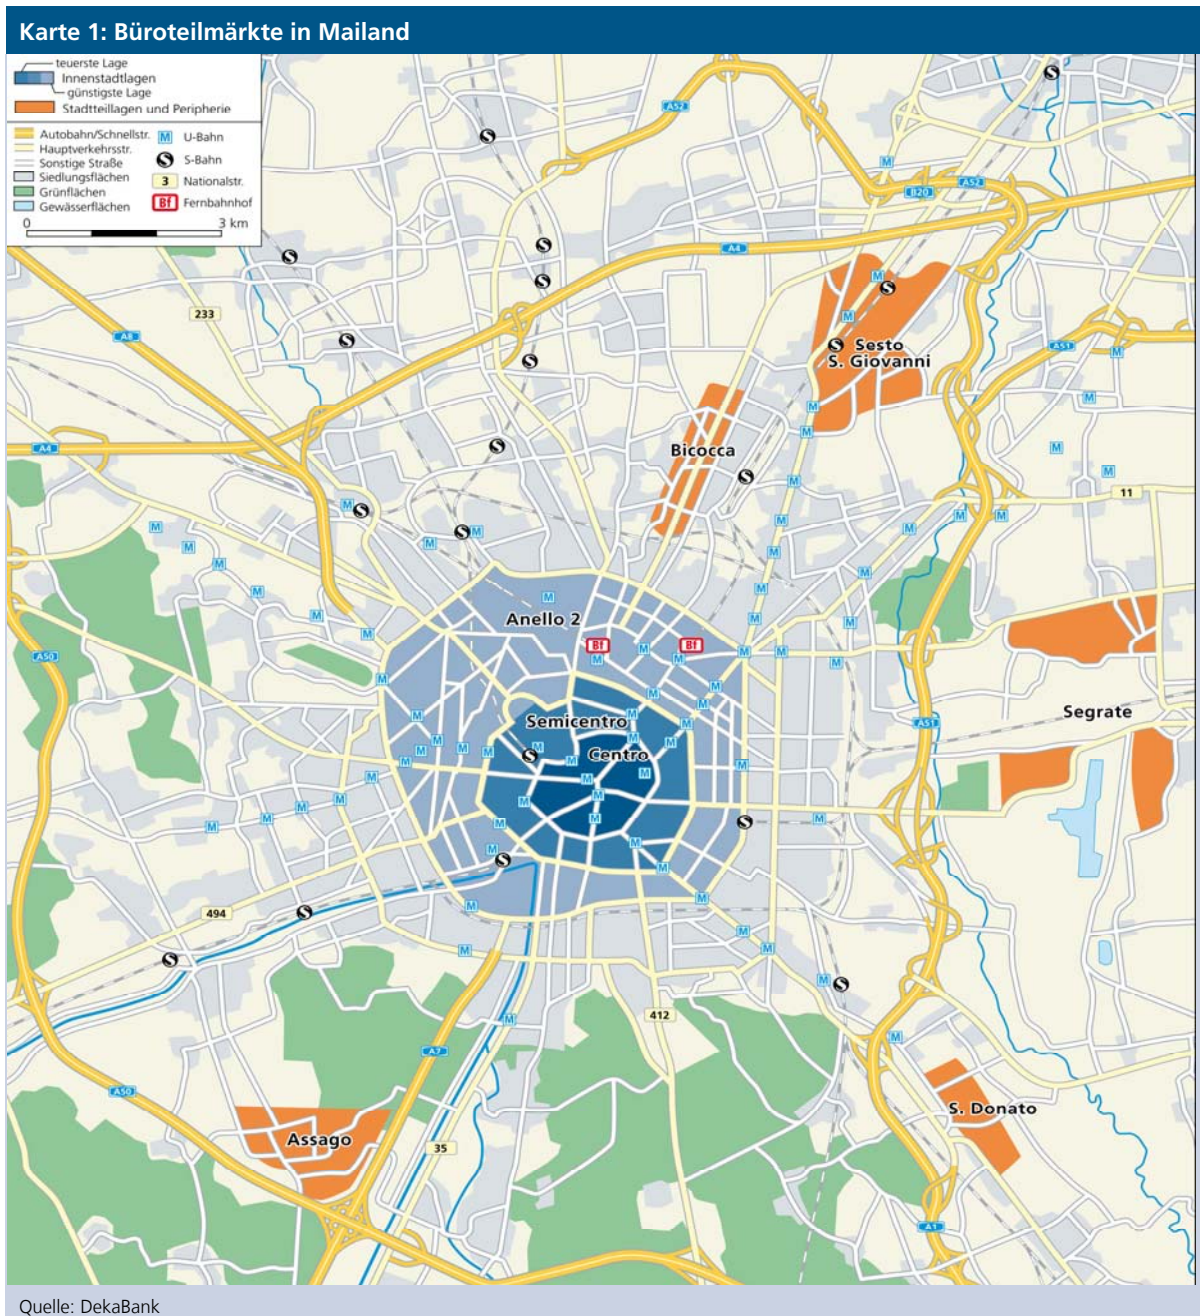 Karte 1: Büroteilmärkte in Mailand
teuerste Lage
Innenstadtlagen
günstigste Lage
Stadtteillagen und Peripherie
Autobahn/Schnellstr.
Hauptverkehrsstr.
Sonstige Straße
Siedlungsflächen
Grünflächen
Gewässerflächen
M U-Bahn
S S-Bahn
3 Nationalstr.
Bf Fernbahnhof
0 3 km
A52
B20
A52
A4
233
A8
A51
Sesto
S. Giovanni
Bicocca
A4
11
Anello 2
Bf
Bf
A50
Semicentro
Centro
Segrate
A51
494
412
A7
A50
Assago
35
S. Donato
A1
Quelle: DekaBank